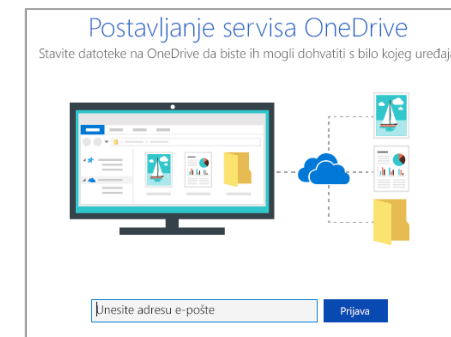 Postavljanje servisa OneDrive
Stavite datoteke na OneDrive da biste ih mogli dohvatiti s bilo kojeg uređaja
Unesite adresu e-pošte
Prijava